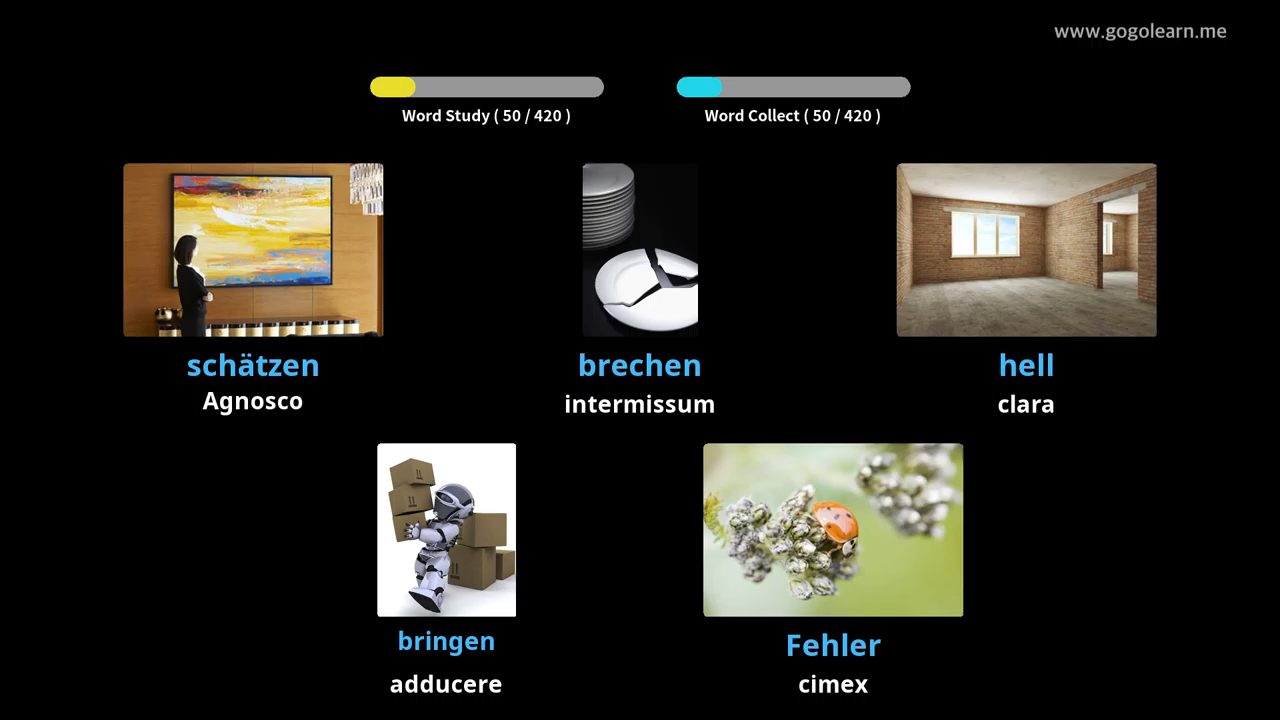 www.gogolearn.me
Word Study ( 50 / 420 )
Word Collect ( 50 / 420 )
schätzen
Agnosco
brechen
intermissum
hell
clara
bringen
adducere
Fehler
cimex